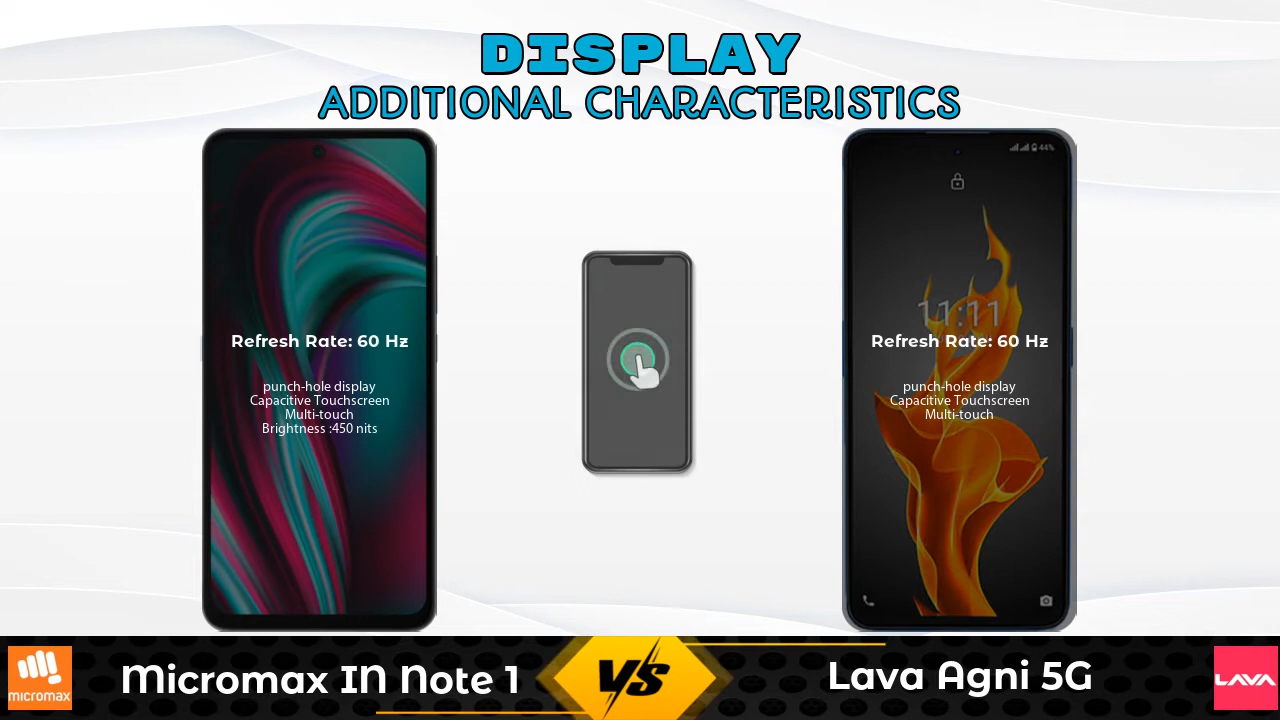 DISPLAY
ADDITIONAL CHARACTERISTICS
44%
11:11
Refresh Rate: 60 Hz
punch-hole display
Capacitive Touchscreen
Multi-touch
Brightness :450 nits
Refresh Rate: 60 Hz
punch-hole display
Capacitive Touchscreen
Multi-touch
micromax
Micromax IN Note 1
VS
Lava Agni 5G
LAVA